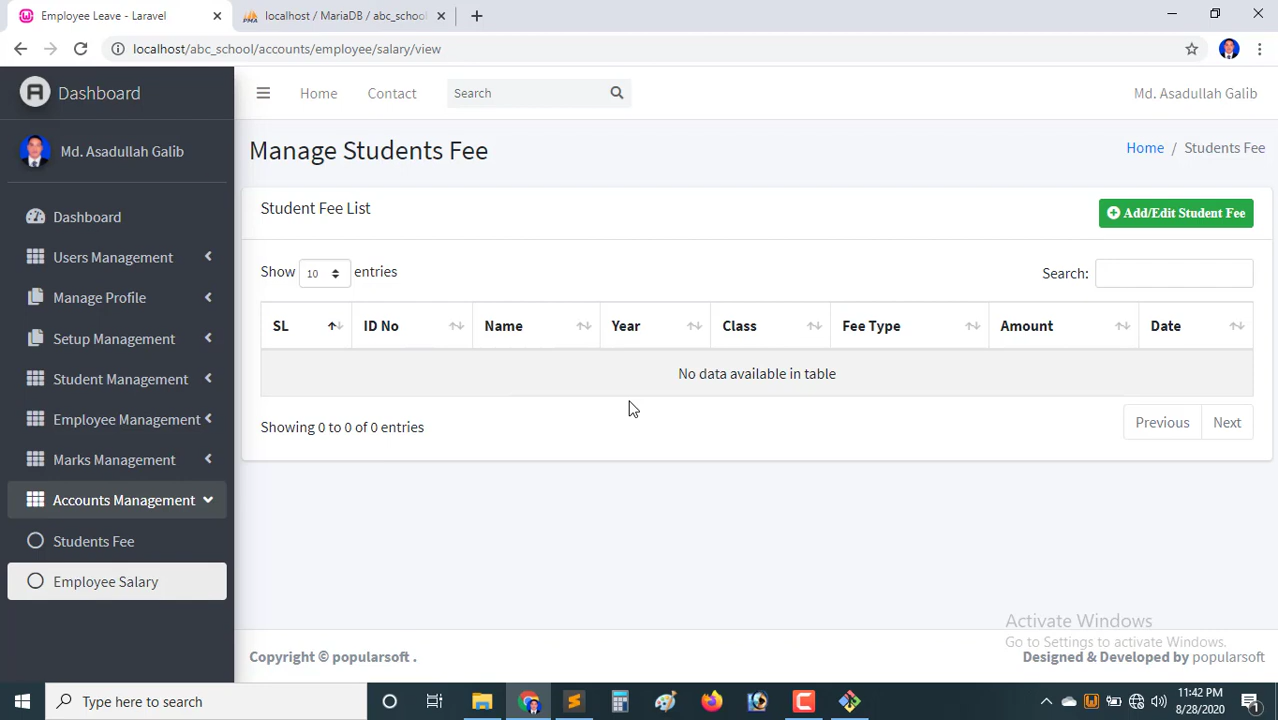 Employee Leave - Laravel
localhost / MariaDB / abc_school
localhost/abc_school/accounts/employee/salary/view
Dashboard
Home
Contact
Search
Md. Asadullah Galib
Md. Asadullah Galib
Manage Students Fee
Home / Students Fee
Student Fee List
Add/Edit Student Fee
Dashboard
Users Management
Manage Profile
Setup Management
Student Management
Employee Management
Marks Management
Accounts Management
Students Fee
Employee Salary
Show 10 entries
Search:
SL ID No Name Year Class Fee Type Amount Date
No data available in table
Showing 0 to 0 of 0 entries
Previous Next
Activate Windows
Go to Settings to activate Windows.
Copyright © popularsoft .
Designed & Developed by popularsoft
Type here to search
11:42 PM
8/28/2020
1